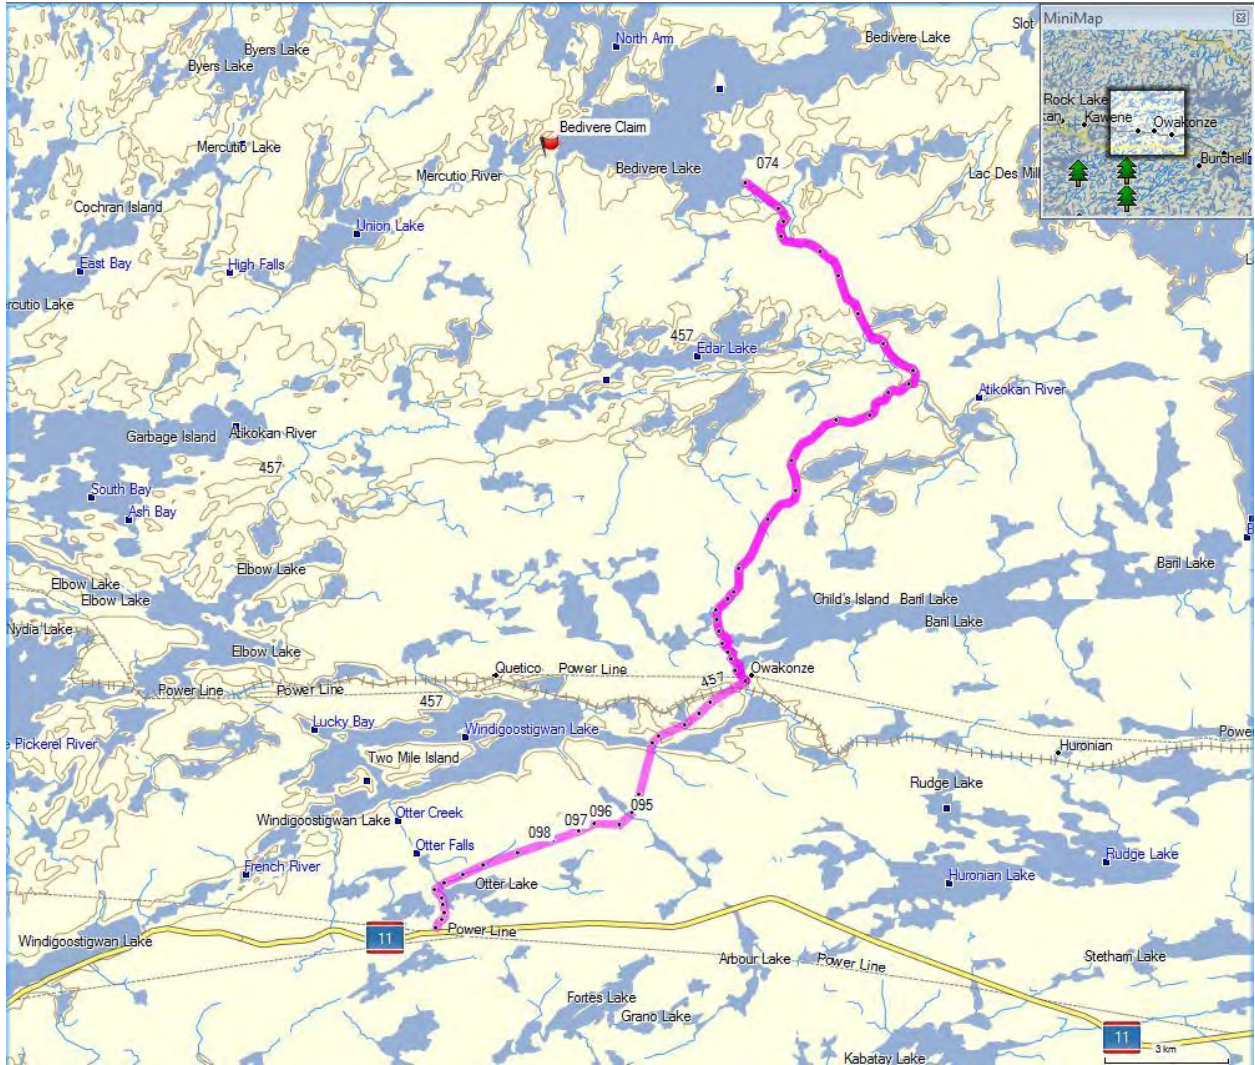 MiniMap
North Arm
Bedivere Lake
Slot
Byers Lake
Byers Lake
Rock Lake
Kawene
Owakonze
Burchell
Bedivere Claim
Mercutio Lake
074
Mercutio River
Bedivere Lake
Lac Des Mill
Cochran Island
Union Lake
East Bay
High Falls
ercutio Lake
457
Edar Lake
Atikokan River
Garbage Island
Atikokan River
457
South Bay
Ash Bay
Elbow Lake
Elbow Lake
Elbow Lake
Baril Lake
Child's Island
Baril Lake
Baril Lake
Nydia Lake
Elbow Lake
Quetico
Power Line
Owakonze
457
Power Line
Power Line
457
Lucky Bay
Windigoostigwan Lake
e Pickerel River
Huronian
Powe
Two Mile Island
Rudge Lake
Otter Creek
095
096
097
098
Windigoostigwan Lake
Otter Falls
French River
Rudge Lake
Huronian Lake
Otter Lake
11
Power Line
Windigoostigwan Lake
Arbour Lake
Power Line
Stetham Lake
Fortes Lake
Grano Lake
11
3 km
Kabatay Lake